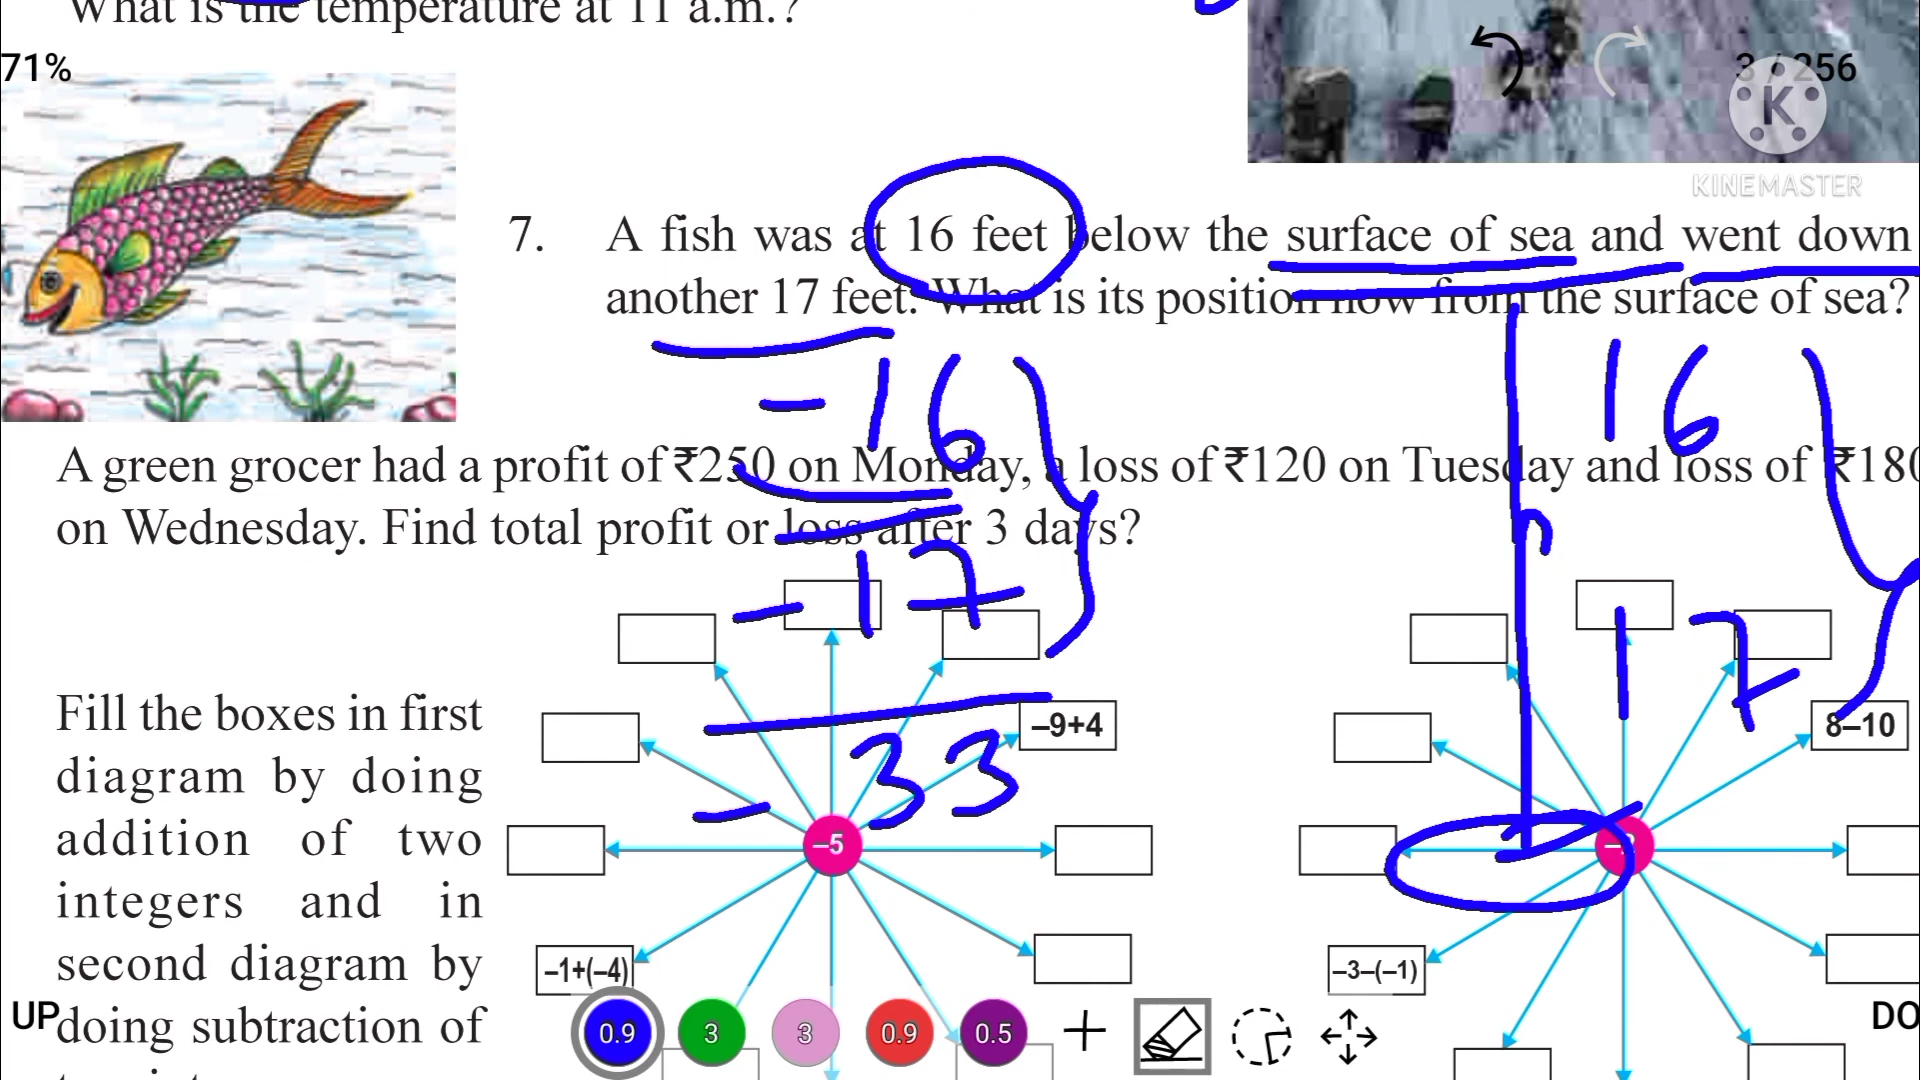 What is the temperature at 11 a.m.?
71%
3 / 256
K
KINEMASTER
7. A fish was at 16 feet below the surface of sea and went down
another 17 feet. What is its position now from the surface of sea?
-16
16
A green grocer had a profit of ₹250 on Monday, a loss of ₹120 on Tuesday and loss of ₹180
on Wednesday. Find total profit or loss after 3 days?
-17
17
-33
Fill the boxes in first
diagram by doing
addition of two
integers and in
second diagram by
doing subtraction of
–9+4
–5
–1+(–4)
8–10
–3–(–1)
UP
DO
0.9
3
3
0.9
0.5